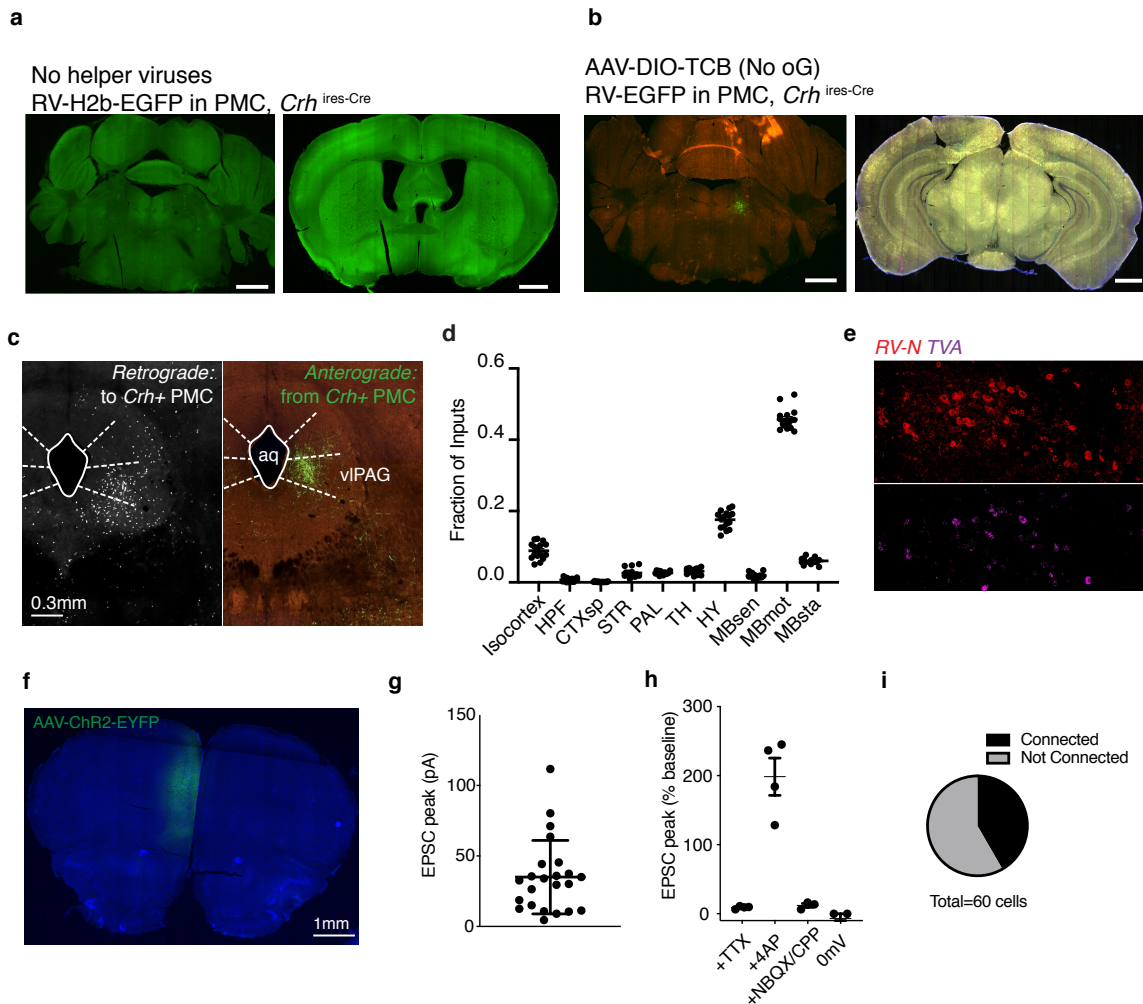 a
No helper viruses
RV-H2b-EGFP in PMC, Crh ires-Cre
b
AAV-DIO-TCB (No oG)
RV-EGFP in PMC, Crh ires-Cre
c
Retrograde:
to Crh+ PMC
0.3mm
Anterograde:
from Crh+ PMC
aq
vlPAG
d
Fraction of Inputs
0.6
0.4
0.2
0.0
Isocortex
HPF
CTXsp
STR
PAL
TH
HY
MBsen
MBmot
MBsta
e
RV-N TVA
f
AAV-ChR2-EYFP
1mm
g
EPSC peak (pA)
150
100
50
0
h
EPSC peak (% baseline)
300
200
100
0
+TTX
+4AP
+NBQX/CPP
0mV
i
Connected
Not Connected
Total=60 cells